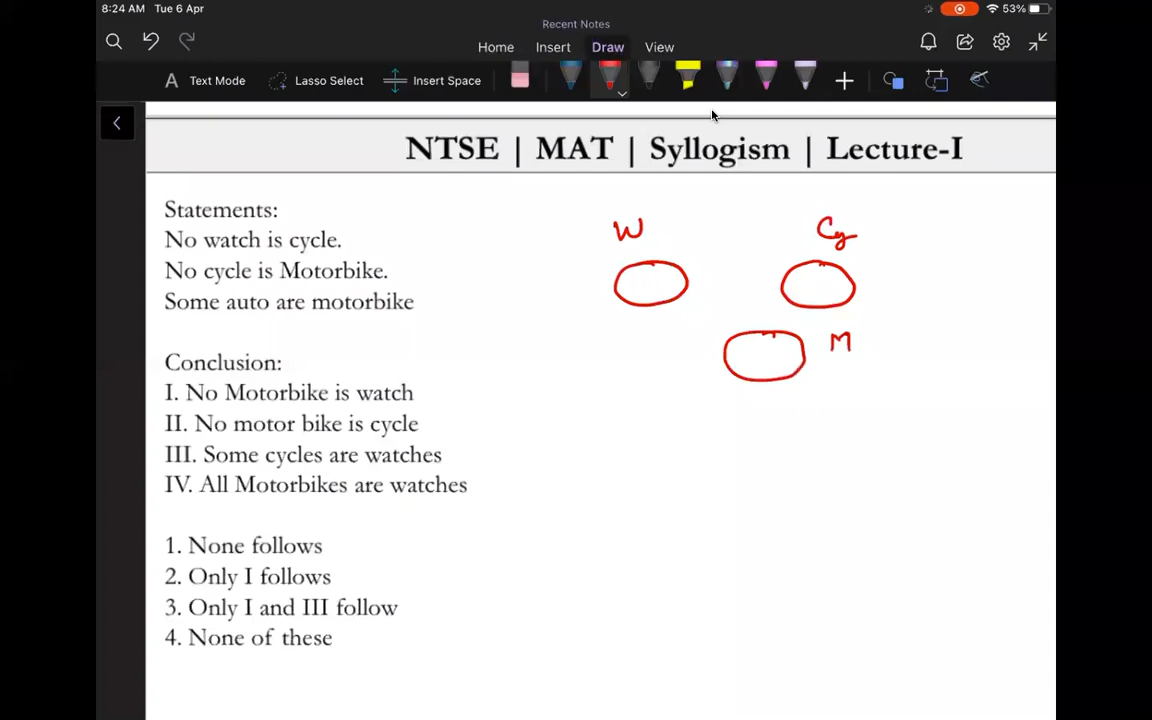 8:24 AM Tue 6 Apr
53%
Recent Notes
Home Insert Draw View
Text Mode Lasso Select Insert Space
NTSE | MAT | Syllogism | Lecture-I
Statements:
No watch is cycle.
No cycle is Motorbike.
Some auto are motorbike
W
Cy
M
Conclusion:
I. No Motorbike is watch
II. No motor bike is cycle
III. Some cycles are watches
IV. All Motorbikes are watches
1. None follows
2. Only I follows
3. Only I and III follow
4. None of these